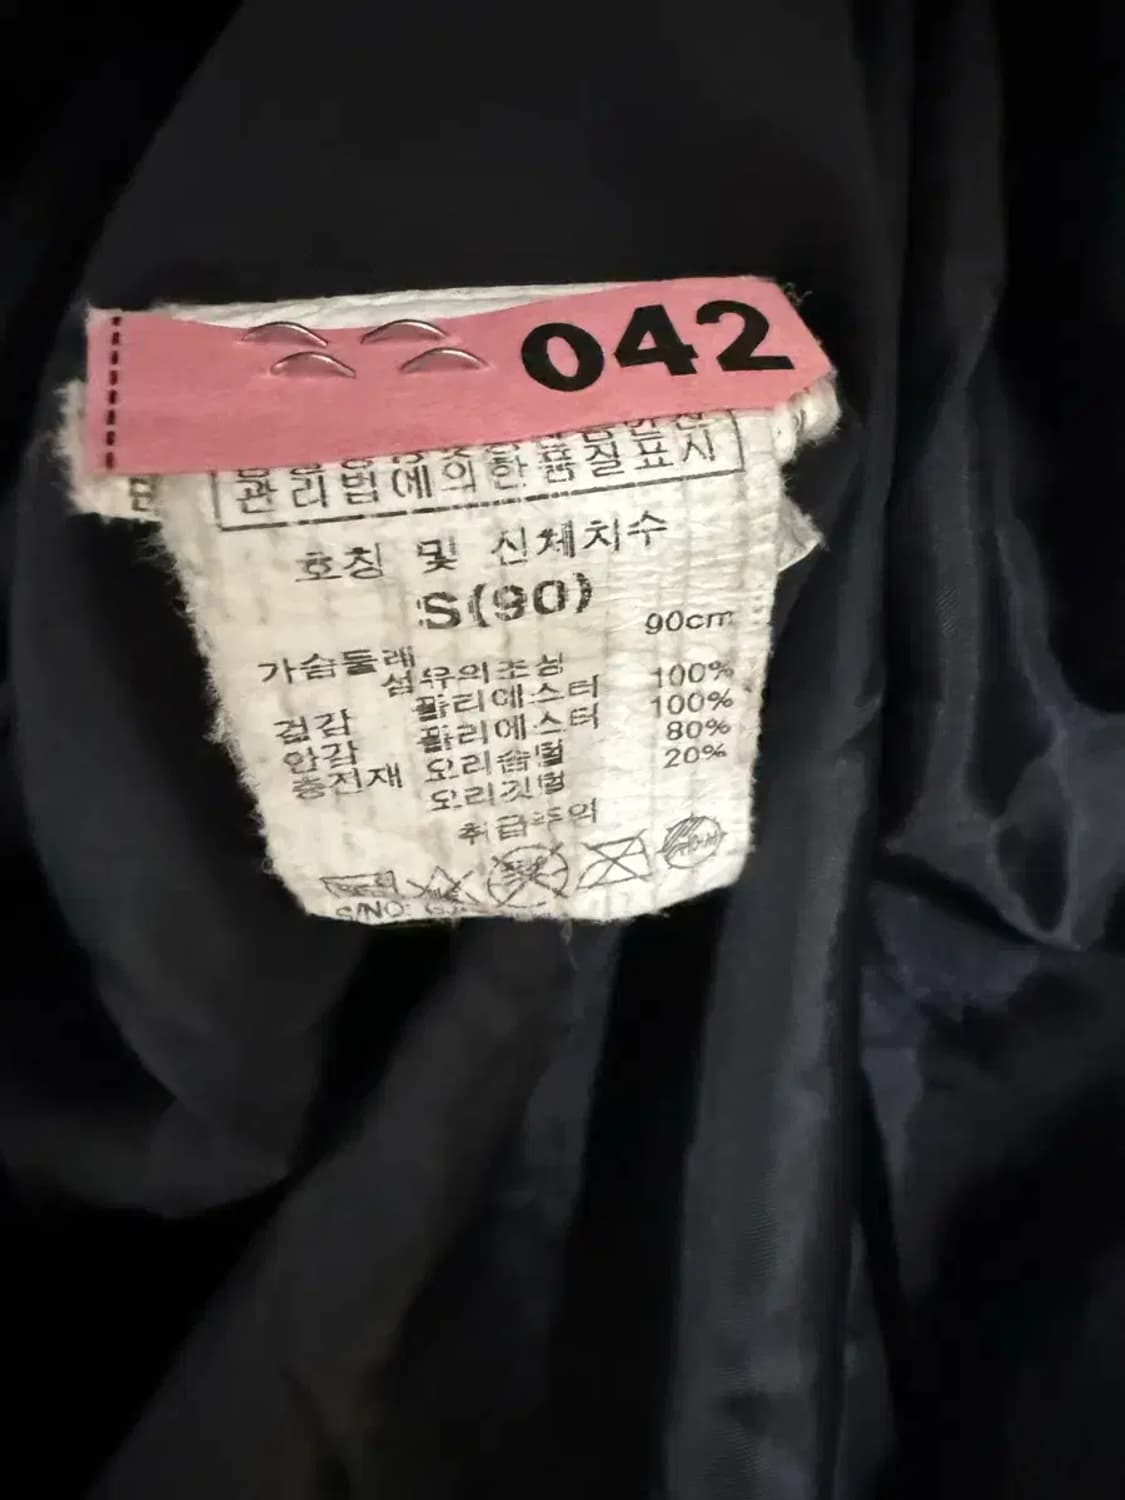 042
관리법에의한품질표시
호칭 및 신체치수
S(90)
가슴둘레 90cm
섬유의조성
겉감 폴리에스터 100%
안감 폴리에스터 100%
충전재 오리솜털 80%
오리깃털 20%
취급주의
S/NO: